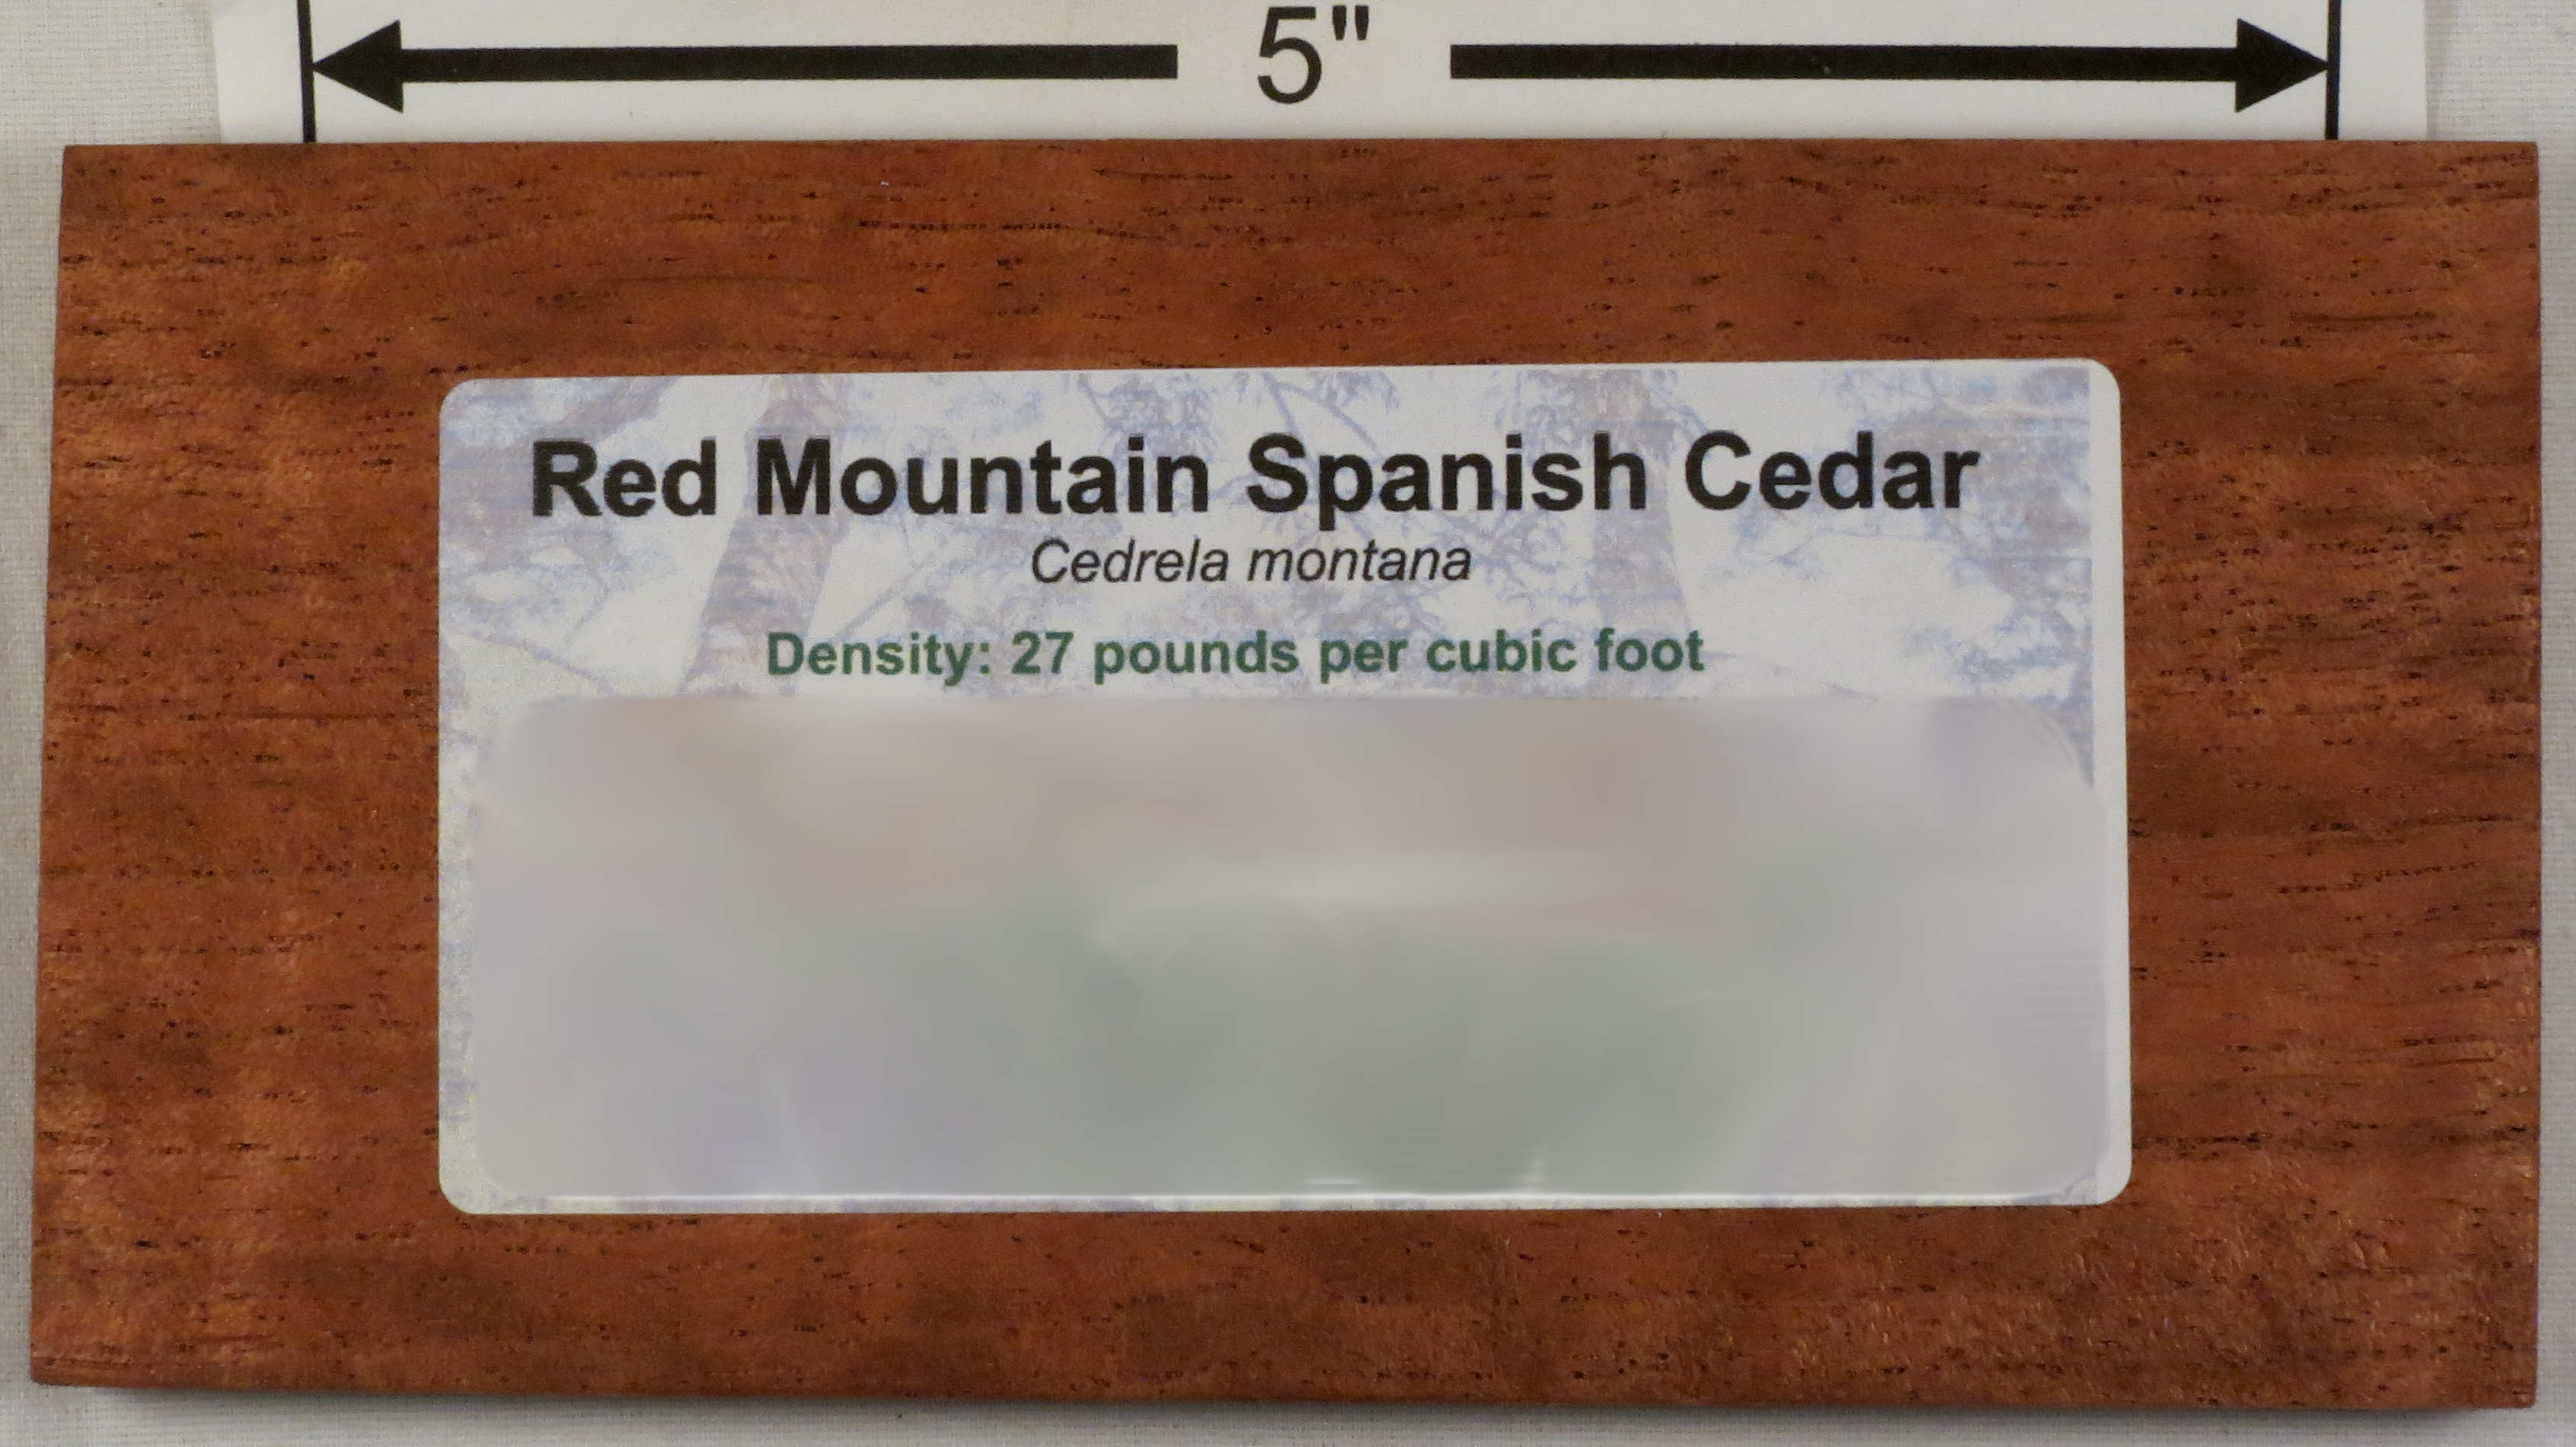 5"
Red Mountain Spanish Cedar
Cedrela montana
Density: 27 pounds per cubic foot